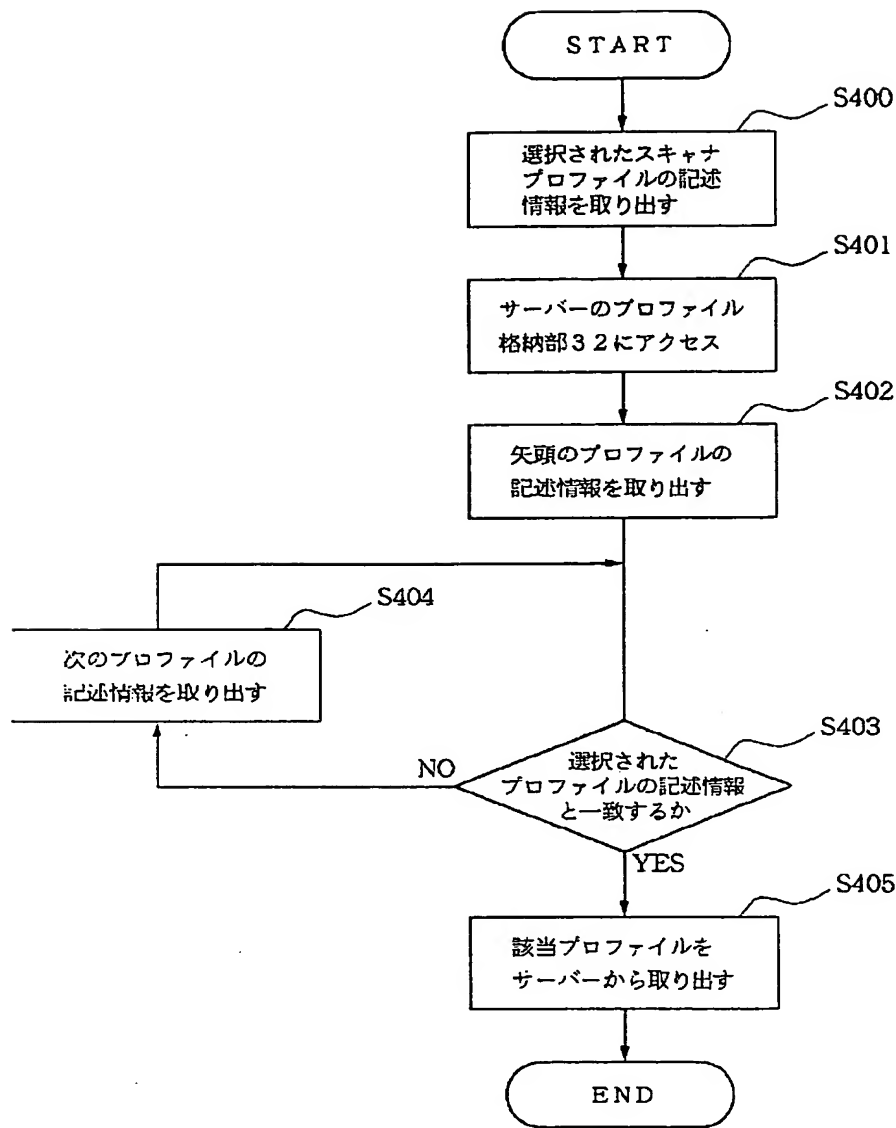 START
S400
選択されたスキャナ
プロファイルの記述
情報を取り出す
S401
サーバーのプロファイル
格納部32にアクセス
S402
矢頭のプロファイルの
記述情報を取り出す
S404
次のプロファイルの
記述情報を取り出す
S403
選択された
プロファイルの記述情報
と一致するか
NO
YES
S405
該当プロファイルを
サーバーから取り出す
END